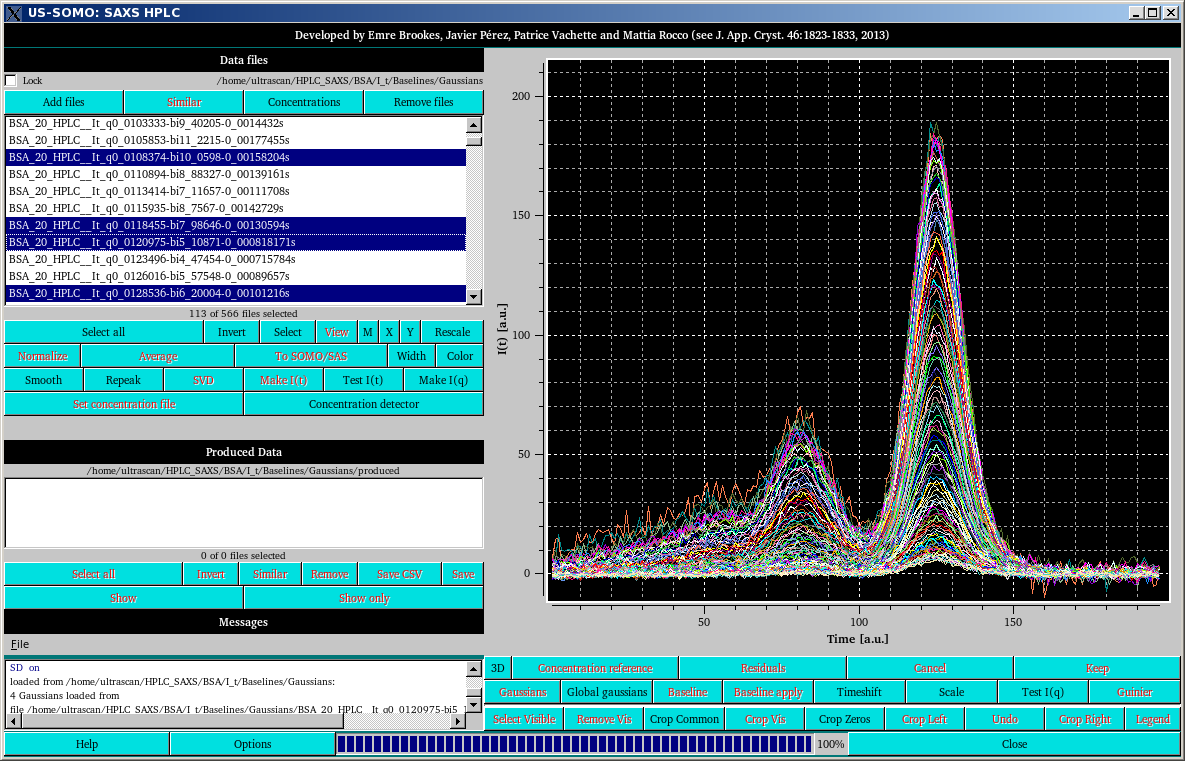 US-SOMO: SAXS HPLC
Developed by Emre Brookes, Javier Pérez, Patrice Vachette and Mattia Rocco (see J. App. Cryst. 46:1823-1833, 2013)
Data files
Lock /home/ultrascan/HPLC_SAXS/BSA/I_t/Baselines/Gaussians
Add files Similar Concentrations Remove files
BSA_20_HPLC__It_q0_0103333-bi9_40205-0_0014432s
BSA_20_HPLC__It_q0_0105853-bi11_2215-0_00177455s
BSA_20_HPLC__It_q0_0108374-bi10_0598-0_00158204s
BSA_20_HPLC__It_q0_0110894-bi8_88327-0_00139161s
BSA_20_HPLC__It_q0_0113414-bi7_11657-0_00111708s
BSA_20_HPLC__It_q0_0115935-bi8_7567-0_00142729s
BSA_20_HPLC__It_q0_0118455-bi7_98646-0_00130594s
BSA_20_HPLC__It_q0_0120975-bi5_10871-0_000818171s
BSA_20_HPLC__It_q0_0123496-bi4_47454-0_000715784s
BSA_20_HPLC__It_q0_0126016-bi5_57548-0_00089657s
BSA_20_HPLC__It_q0_0128536-bi6_20004-0_00101216s
113 of 566 files selected
Select all Invert Select View M X Y Rescale
Normalize Average To SOMO/SAS Width Color
Smooth Repeak SVD Make I(t) Test I(t) Make I(q)
Set concentration file Concentration detector
Produced Data
/home/ultrascan/HPLC_SAXS/BSA/I_t/Baselines/Gaussians/produced
0 of 0 files selected
Select all Invert Similar Remove Save CSV Save
Show Show only
Messages
File
SD on
loaded from /home/ultrascan/HPLC_SAXS/BSA/I_t/Baselines/Gaussians:
4 Gaussians loaded from
file /home/ultrascan/HPLC_SAXS/BSA/I_t/Baselines/Gaussians/BSA_20_HPLC__It_q0_0120975-bi5_
I(t) [a.u.]
200
150
100
50
0
50 100 150
Time [a.u.]
3D Concentration reference Residuals Cancel Keep
Gaussians Global gaussians Baseline Baseline apply Timeshift Scale Test I(q) Guinier
Select Visible Remove Vis Crop Common Crop Vis Crop Zeros Crop Left Undo Crop Right Legend
Help Options 100% Close